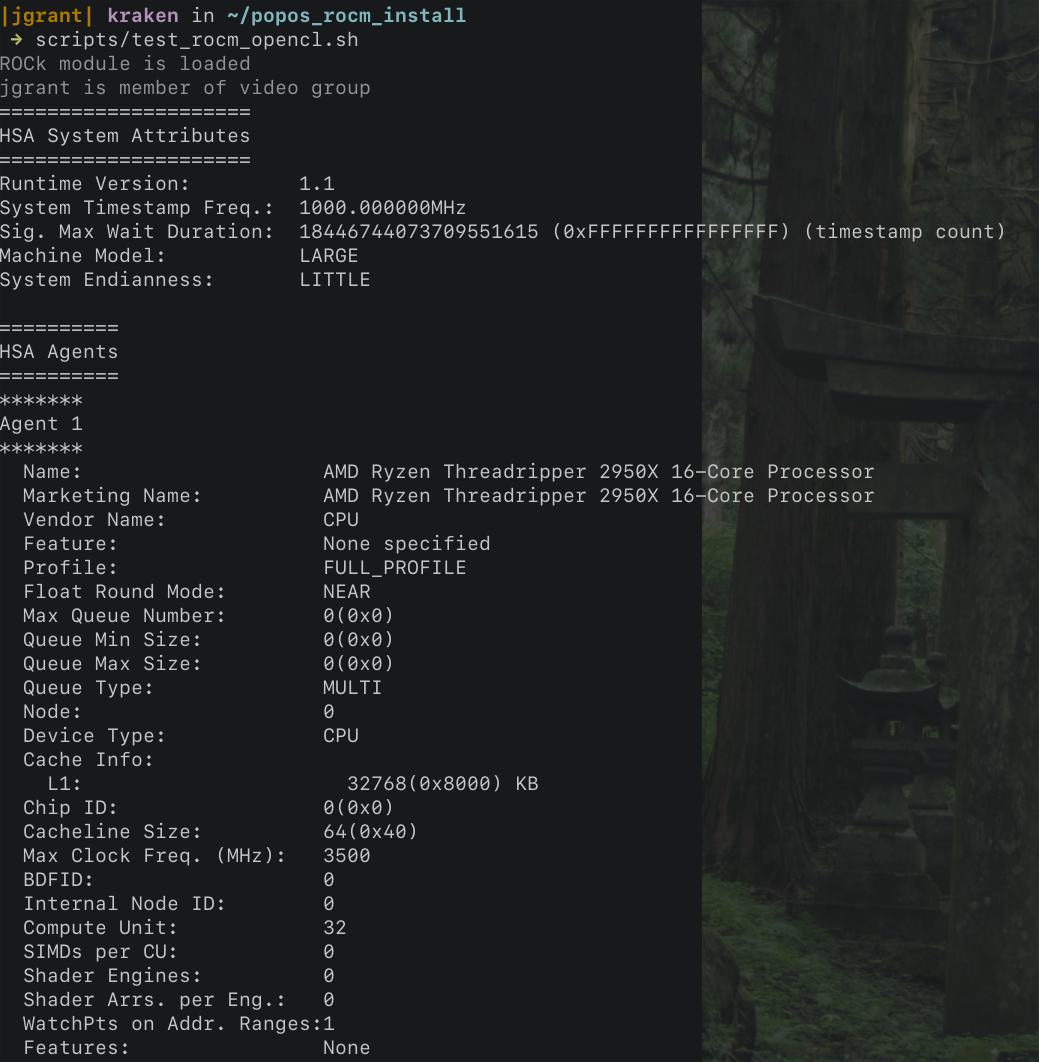 |jgrant| kraken in ~/popos_rocm_install
→ scripts/test_rocm_opencl.sh
ROCk module is loaded
jgrant is member of video group
=====================
HSA System Attributes
=====================
Runtime Version:         1.1
System Timestamp Freq.:  1000.000000MHz
Sig. Max Wait Duration:  18446744073709551615 (0xFFFFFFFFFFFFFFFF) (timestamp count)
Machine Model:           LARGE
System Endianness:       LITTLE

==========
HSA Agents
==========
*******
Agent 1
*******
  Name:                    AMD Ryzen Threadripper 2950X 16-Core Processor
  Marketing Name:          AMD Ryzen Threadripper 2950X 16-Core Processor
  Vendor Name:             CPU
  Feature:                 None specified
  Profile:                 FULL_PROFILE
  Float Round Mode:        NEAR
  Max Queue Number:        0(0x0)
  Queue Min Size:          0(0x0)
  Queue Max Size:          0(0x0)
  Queue Type:              MULTI
  Node:                    0
  Device Type:             CPU
  Cache Info:
    L1:                      32768(0x8000) KB
  Chip ID:                 0(0x0)
  Cacheline Size:          64(0x40)
  Max Clock Freq. (MHz):   3500
  BDFID:                   0
  Internal Node ID:        0
  Compute Unit:            32
  SIMDs per CU:            0
  Shader Engines:          0
  Shader Arrs. per Eng.:   0
  WatchPts on Addr. Ranges:1
  Features:                None